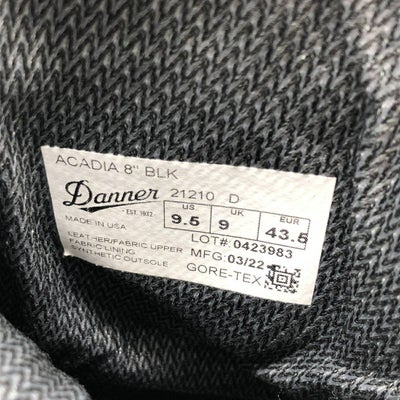 ACADIA 8" BLK
Danner 21210 D
EST. 1932
US UK EUR
9.5 9 43.5
MADE IN USA
LOT#: 0423983
LEATHER/FABRIC UPPER
FABRIC LINING
SYNTHETIC OUTSOLE
MFG: 03/22
GORE-TEX